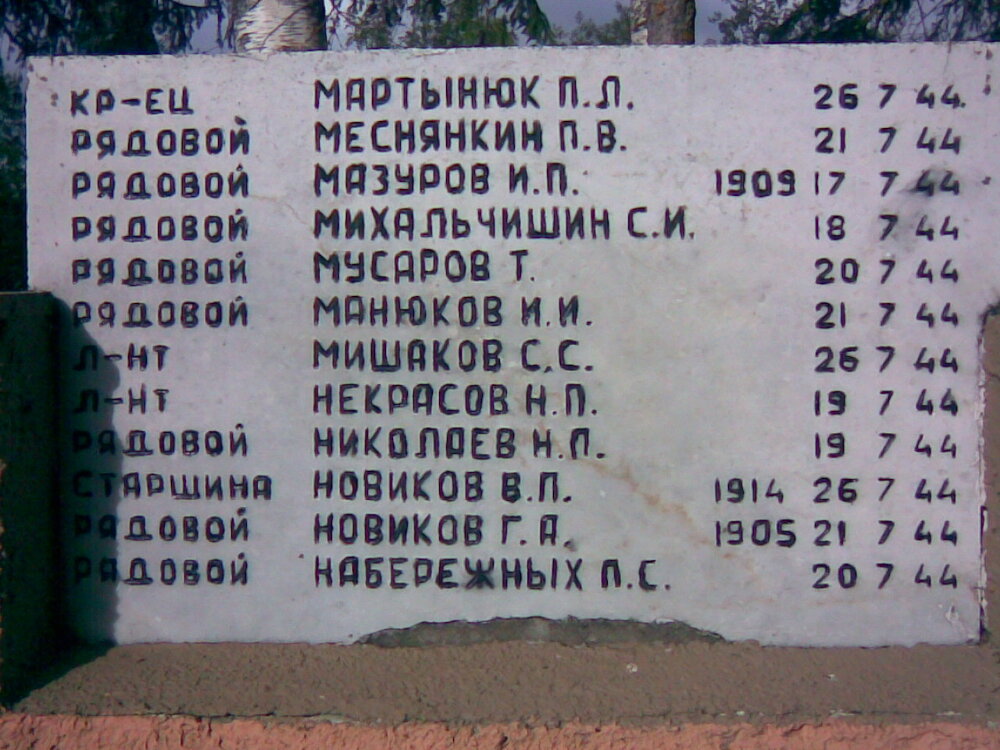 КР-ЕЦ МАРТЫНЮК П.Л. 26 7 44.
РЯДОВОЙ МЕСНЯНКИН П.В. 21 7 44
РЯДОВОЙ МАЗУРОВ И.П. 1909 17 7 44
РЯДОВОЙ МИХАЛЬЧИШИН С.И. 18 7 44
РЯДОВОЙ МУСАРОВ Т. 20 7 44
РЯДОВОЙ МАНЮКОВ И.И. 21 7 44
Л-НТ МИШАКОВ С.С. 26 7 44
Л-НТ НЕКРАСОВ Н.П. 19 7 44
РЯДОВОЙ НИКОЛАЕВ Н.П. 19 7 44
СТАРШИНА НОВИКОВ В.П. 1914 26 7 44
РЯДОВОЙ НОВИКОВ Г.А. 1905 21 7 44
РЯДОВОЙ НАБЕРЕЖНЫХ П.С. 20 7 44